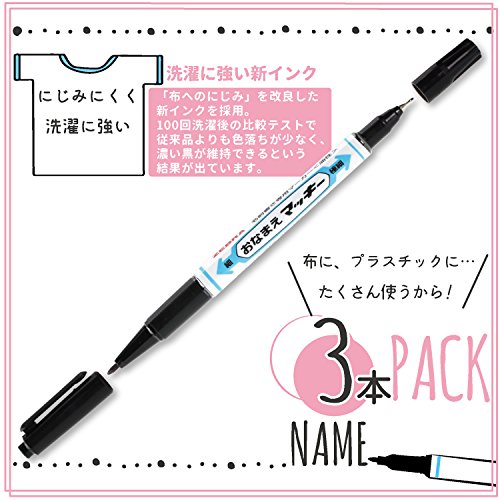 にじみにくく
洗濯に強い
洗濯に強い新インク
「布へのにじみ」を改良した
新インクを採用。
100回洗濯後の比較テストで
従来品よりも色落ちが少なく、
濃い黒が維持できるという
結果が出ています。
細 おなまえマッキー 極細
布に、プラスチックに…
たくさん使うから!
3本PACK
NAME